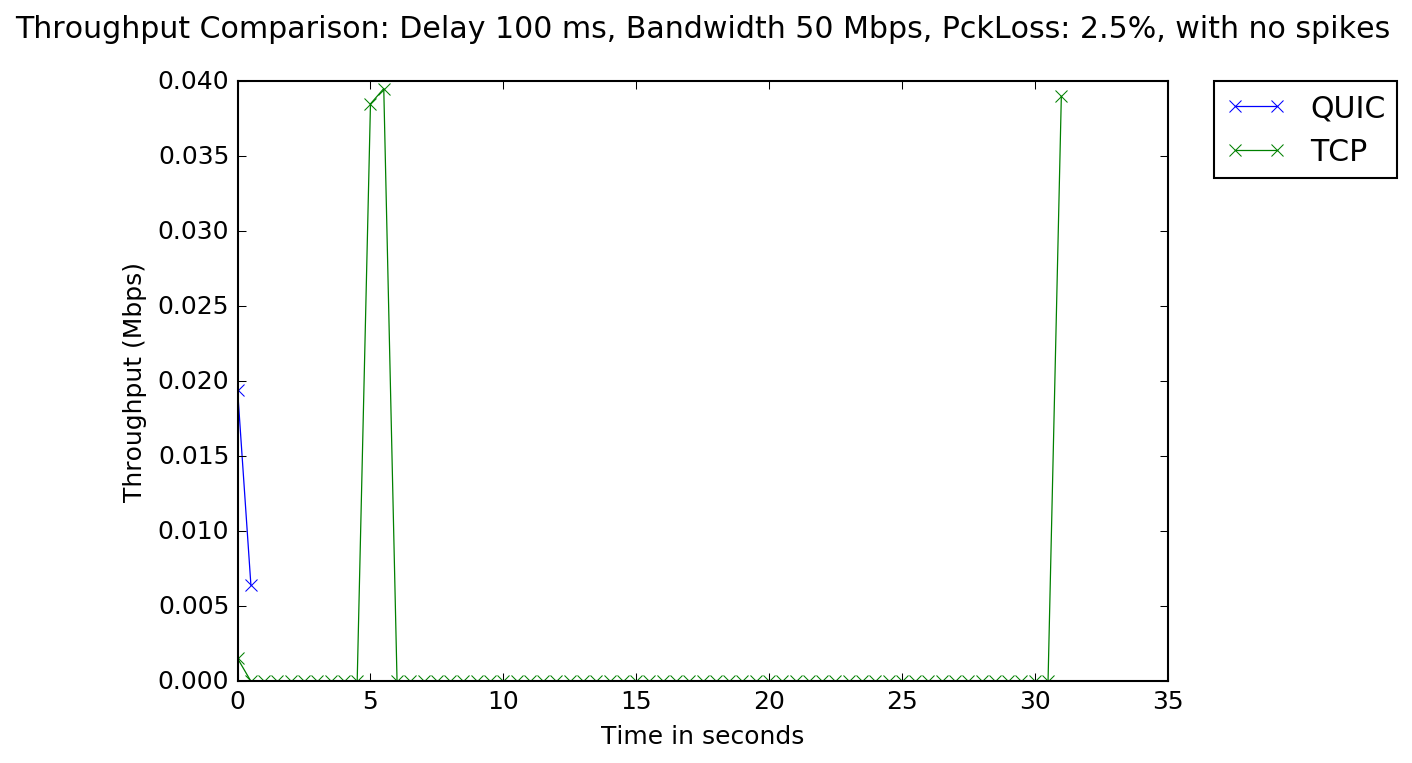 Throughput Comparison: Delay 100 ms, Bandwidth 50 Mbps, PckLoss: 2.5%, with no spikes
QUIC
TCP
Throughput (Mbps)
0.040
0.035
0.030
0.025
0.020
0.015
0.010
0.005
0.000
0 5 10 15 20 25 30 35
Time in seconds